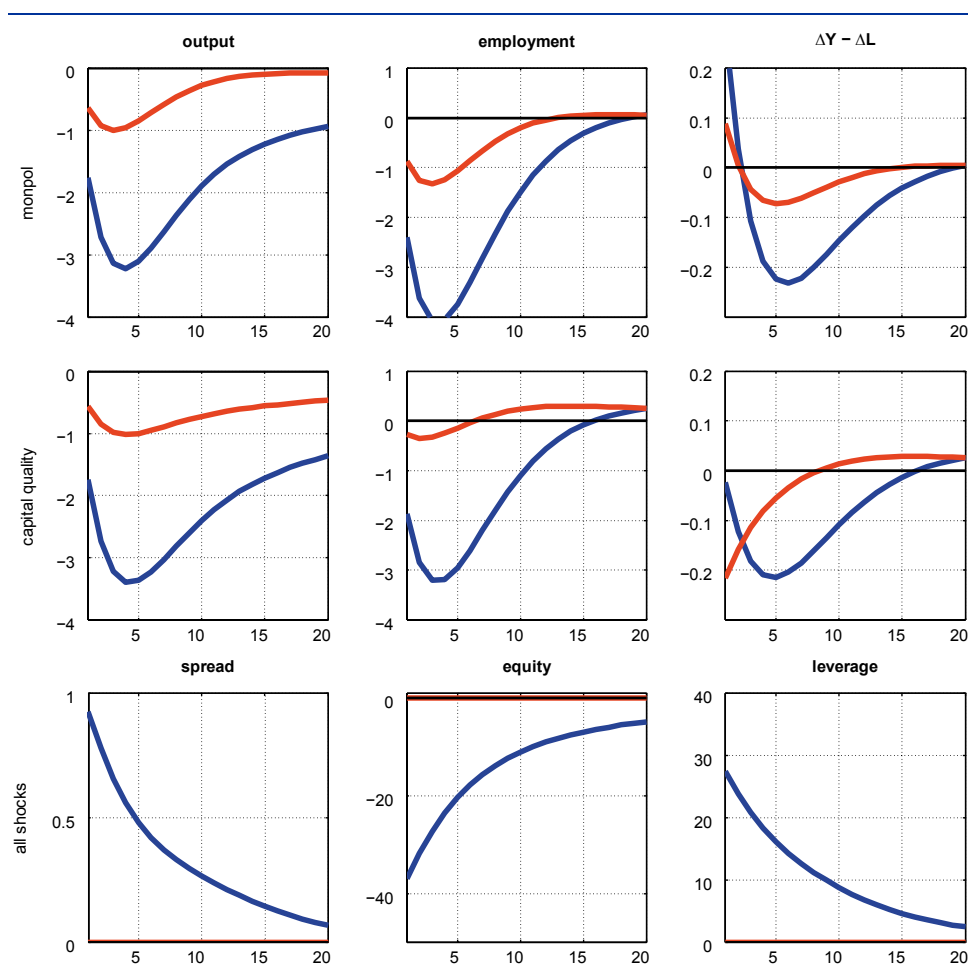 output employment ΔY − ΔL
monpol
0 −1 −2 −3 −4
5 10 15 20
1 0 −1 −2 −3 −4
5 10 15 20
0.2 0.1 0 −0.1 −0.2
5 10 15 20
capital quality
0 −1 −2 −3 −4
5 10 15 20
1 0 −1 −2 −3 −4
5 10 15 20
0.2 0.1 0 −0.1 −0.2
5 10 15 20
spread equity leverage
all shocks
1 0.5 0
5 10 15 20
0 −20 −40
5 10 15 20
40 30 20 10 0
5 10 15 20